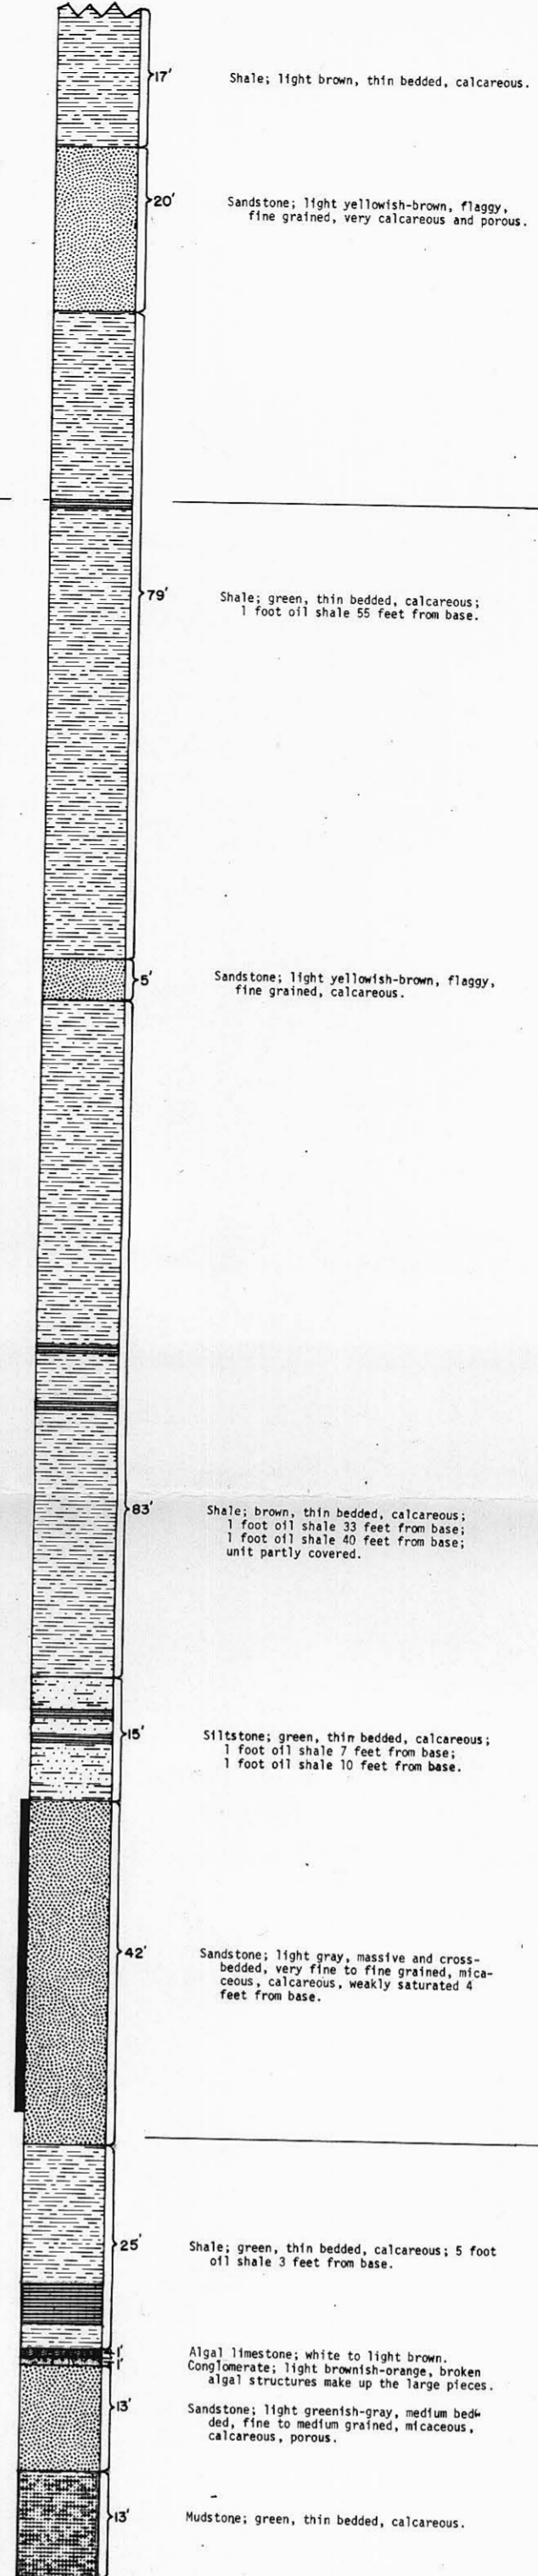 17'
Shale; light brown, thin bedded, calcareous.
20'
Sandstone; light yellowish-brown, flaggy,
fine grained, very calcareous and porous.
79'
Shale; green, thin bedded, calcareous;
1 foot oil shale 55 feet from base.
5'
Sandstone; light yellowish-brown, flaggy,
fine grained, calcareous.
83'
Shale; brown, thin bedded, calcareous;
1 foot oil shale 33 feet from base;
1 foot oil shale 40 feet from base;
unit partly covered.
15'
Siltstone; green, thin bedded, calcareous;
1 foot oil shale 7 feet from base;
1 foot oil shale 10 feet from base.
42'
Sandstone; light gray, massive and cross-
bedded, very fine to fine grained, mica-
ceous, calcareous, weakly saturated 4
feet from base.
25'
Shale; green, thin bedded, calcareous; 5 foot
oil shale 3 feet from base.
1'
Algal limestone; white to light brown.
1'
Conglomerate; light brownish-orange, broken
algal structures make up the large pieces.
13'
Sandstone; light greenish-gray, medium bed-
ded, fine to medium grained, micaceous,
calcareous, porous.
13'
Mudstone; green, thin bedded, calcareous.